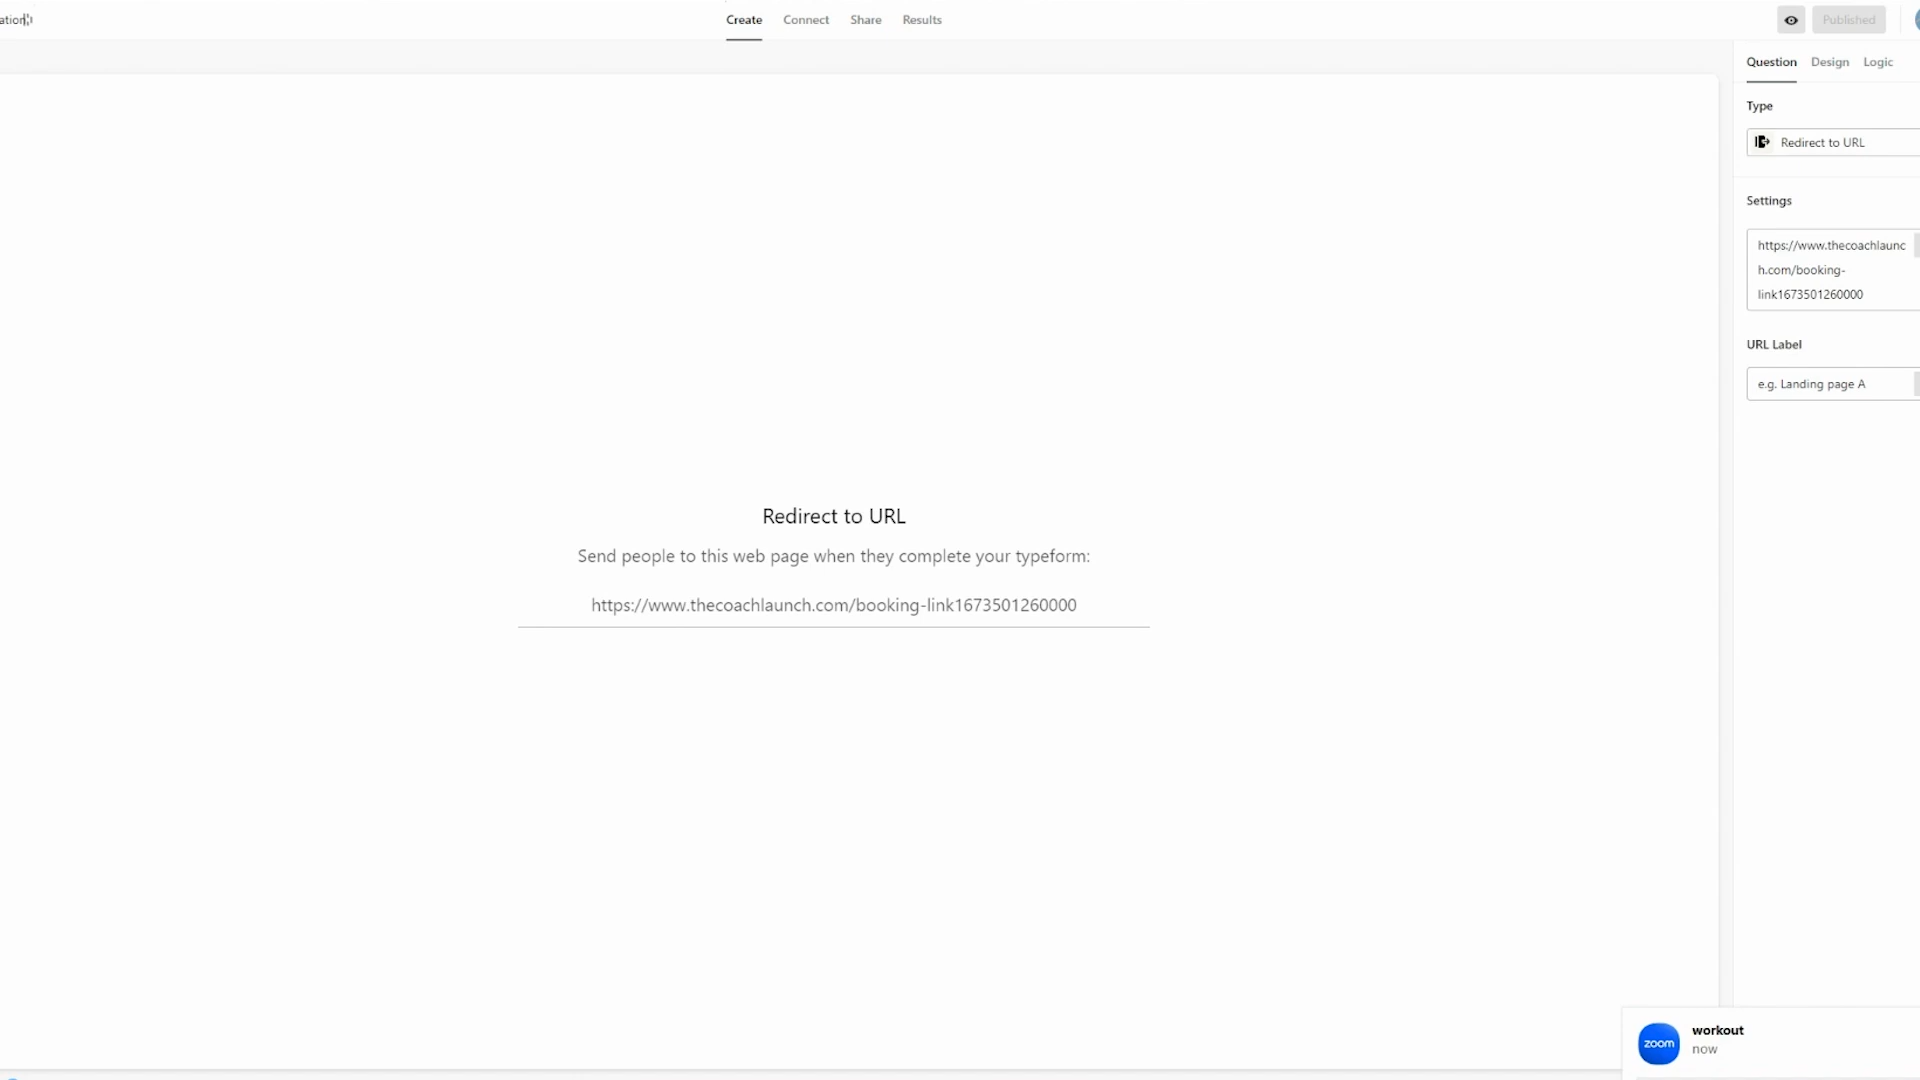 Create Connect Share Results
Published
Question Design Logic
Type
Redirect to URL
Settings
https://www.thecoachlaunc
h.com/booking-
link1673501260000
URL Label
e.g. Landing page A
Redirect to URL
Send people to this web page when they complete your typeform:
https://www.thecoachlaunch.com/booking-link1673501260000
zoom
workout
now